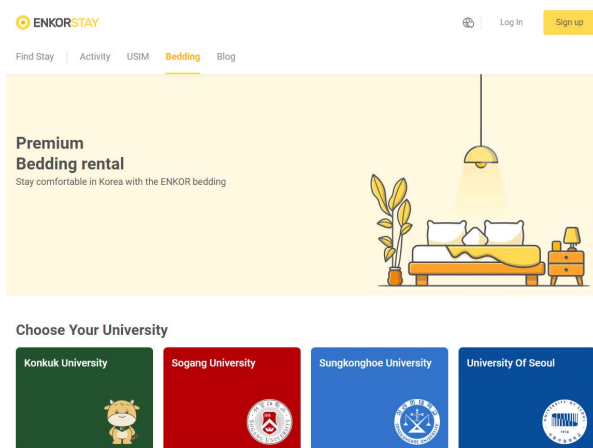 ENKORSTAY
Log In
Sign up
Find Stay
Activity
USIM
Bedding
Blog
Premium
Bedding rental
Stay comfortable in Korea with the ENKOR bedding
Choose Your University
Konkuk University
Sogang University
Sungkonghoe University
University Of Seoul